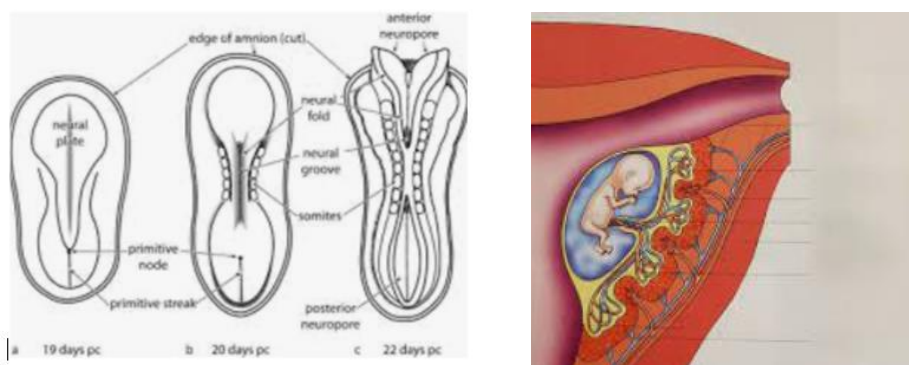 anterior
neuropore
edge of amnion (cut)
neural
plate
neural
fold
neural
groove
somites
primitive
node
primitive streak
posterior
neuropore
a 19 days pc b 20 days pc c 22 days pc